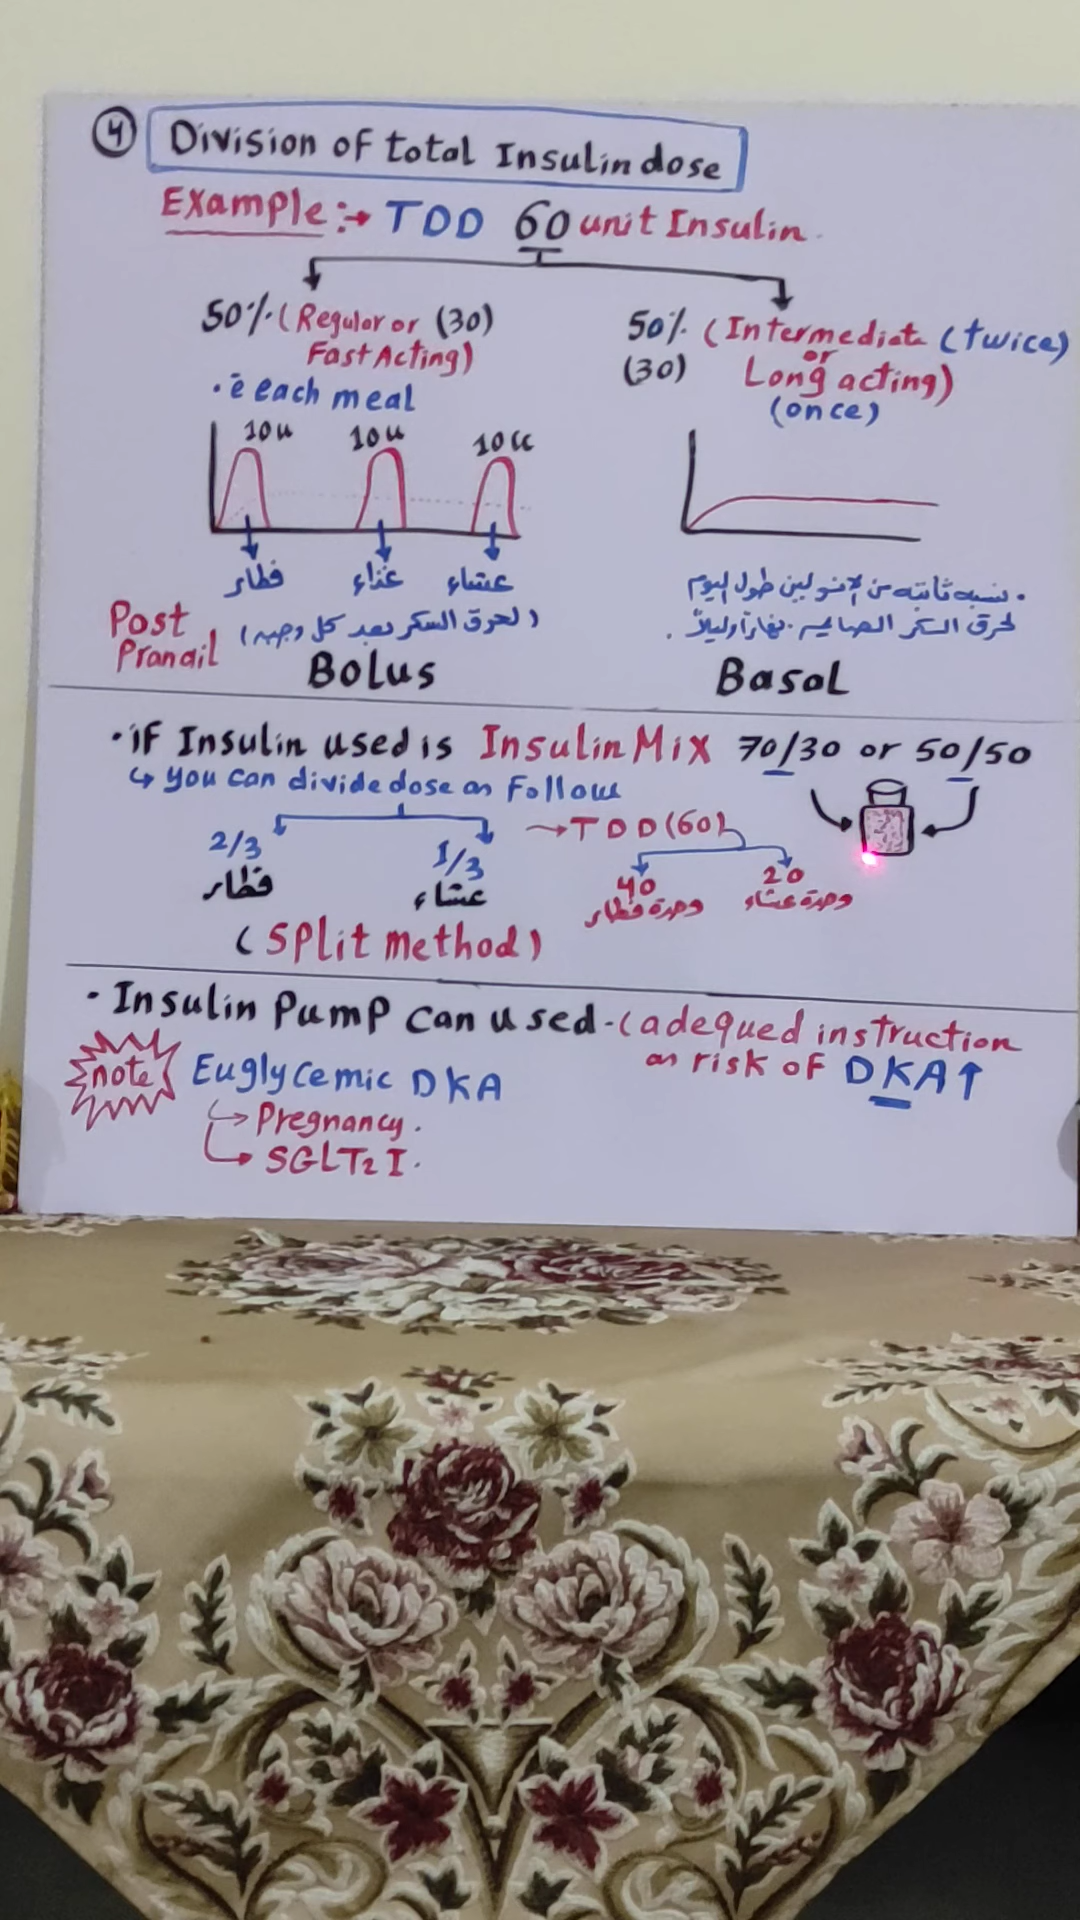 4 Division of total Insulin dose
Example:→ TDD 60 unit Insulin
50% (Regular or (30)
Fast Acting)
• ē each meal
10u 10u 10u
فطار غداء عشاء
(لحرق السكر بعد كل وجبه)
Post
Pranail
Bolus
50% (Intermediate (twice)
or
(30) Long acting)
(once)
• نسبه ثابته من الانسولين طول اليوم
لحرق السكر الصايم نهاراً وليلاً.
Basal
• if Insulin used is Insulin Mix 70/30 or 50/50
↳ you can divide dose as Follow
2/3 1/3
فطار عشاء
→ TDD (60)
40 20
وحدة فطار وحدة عشاء
(Split method)
• Insulin Pump can used - (adequed instruction
as risk of DKA↑
note Euglycemic DKA
↳ Pregnancy.
↳ SGLT2 I.